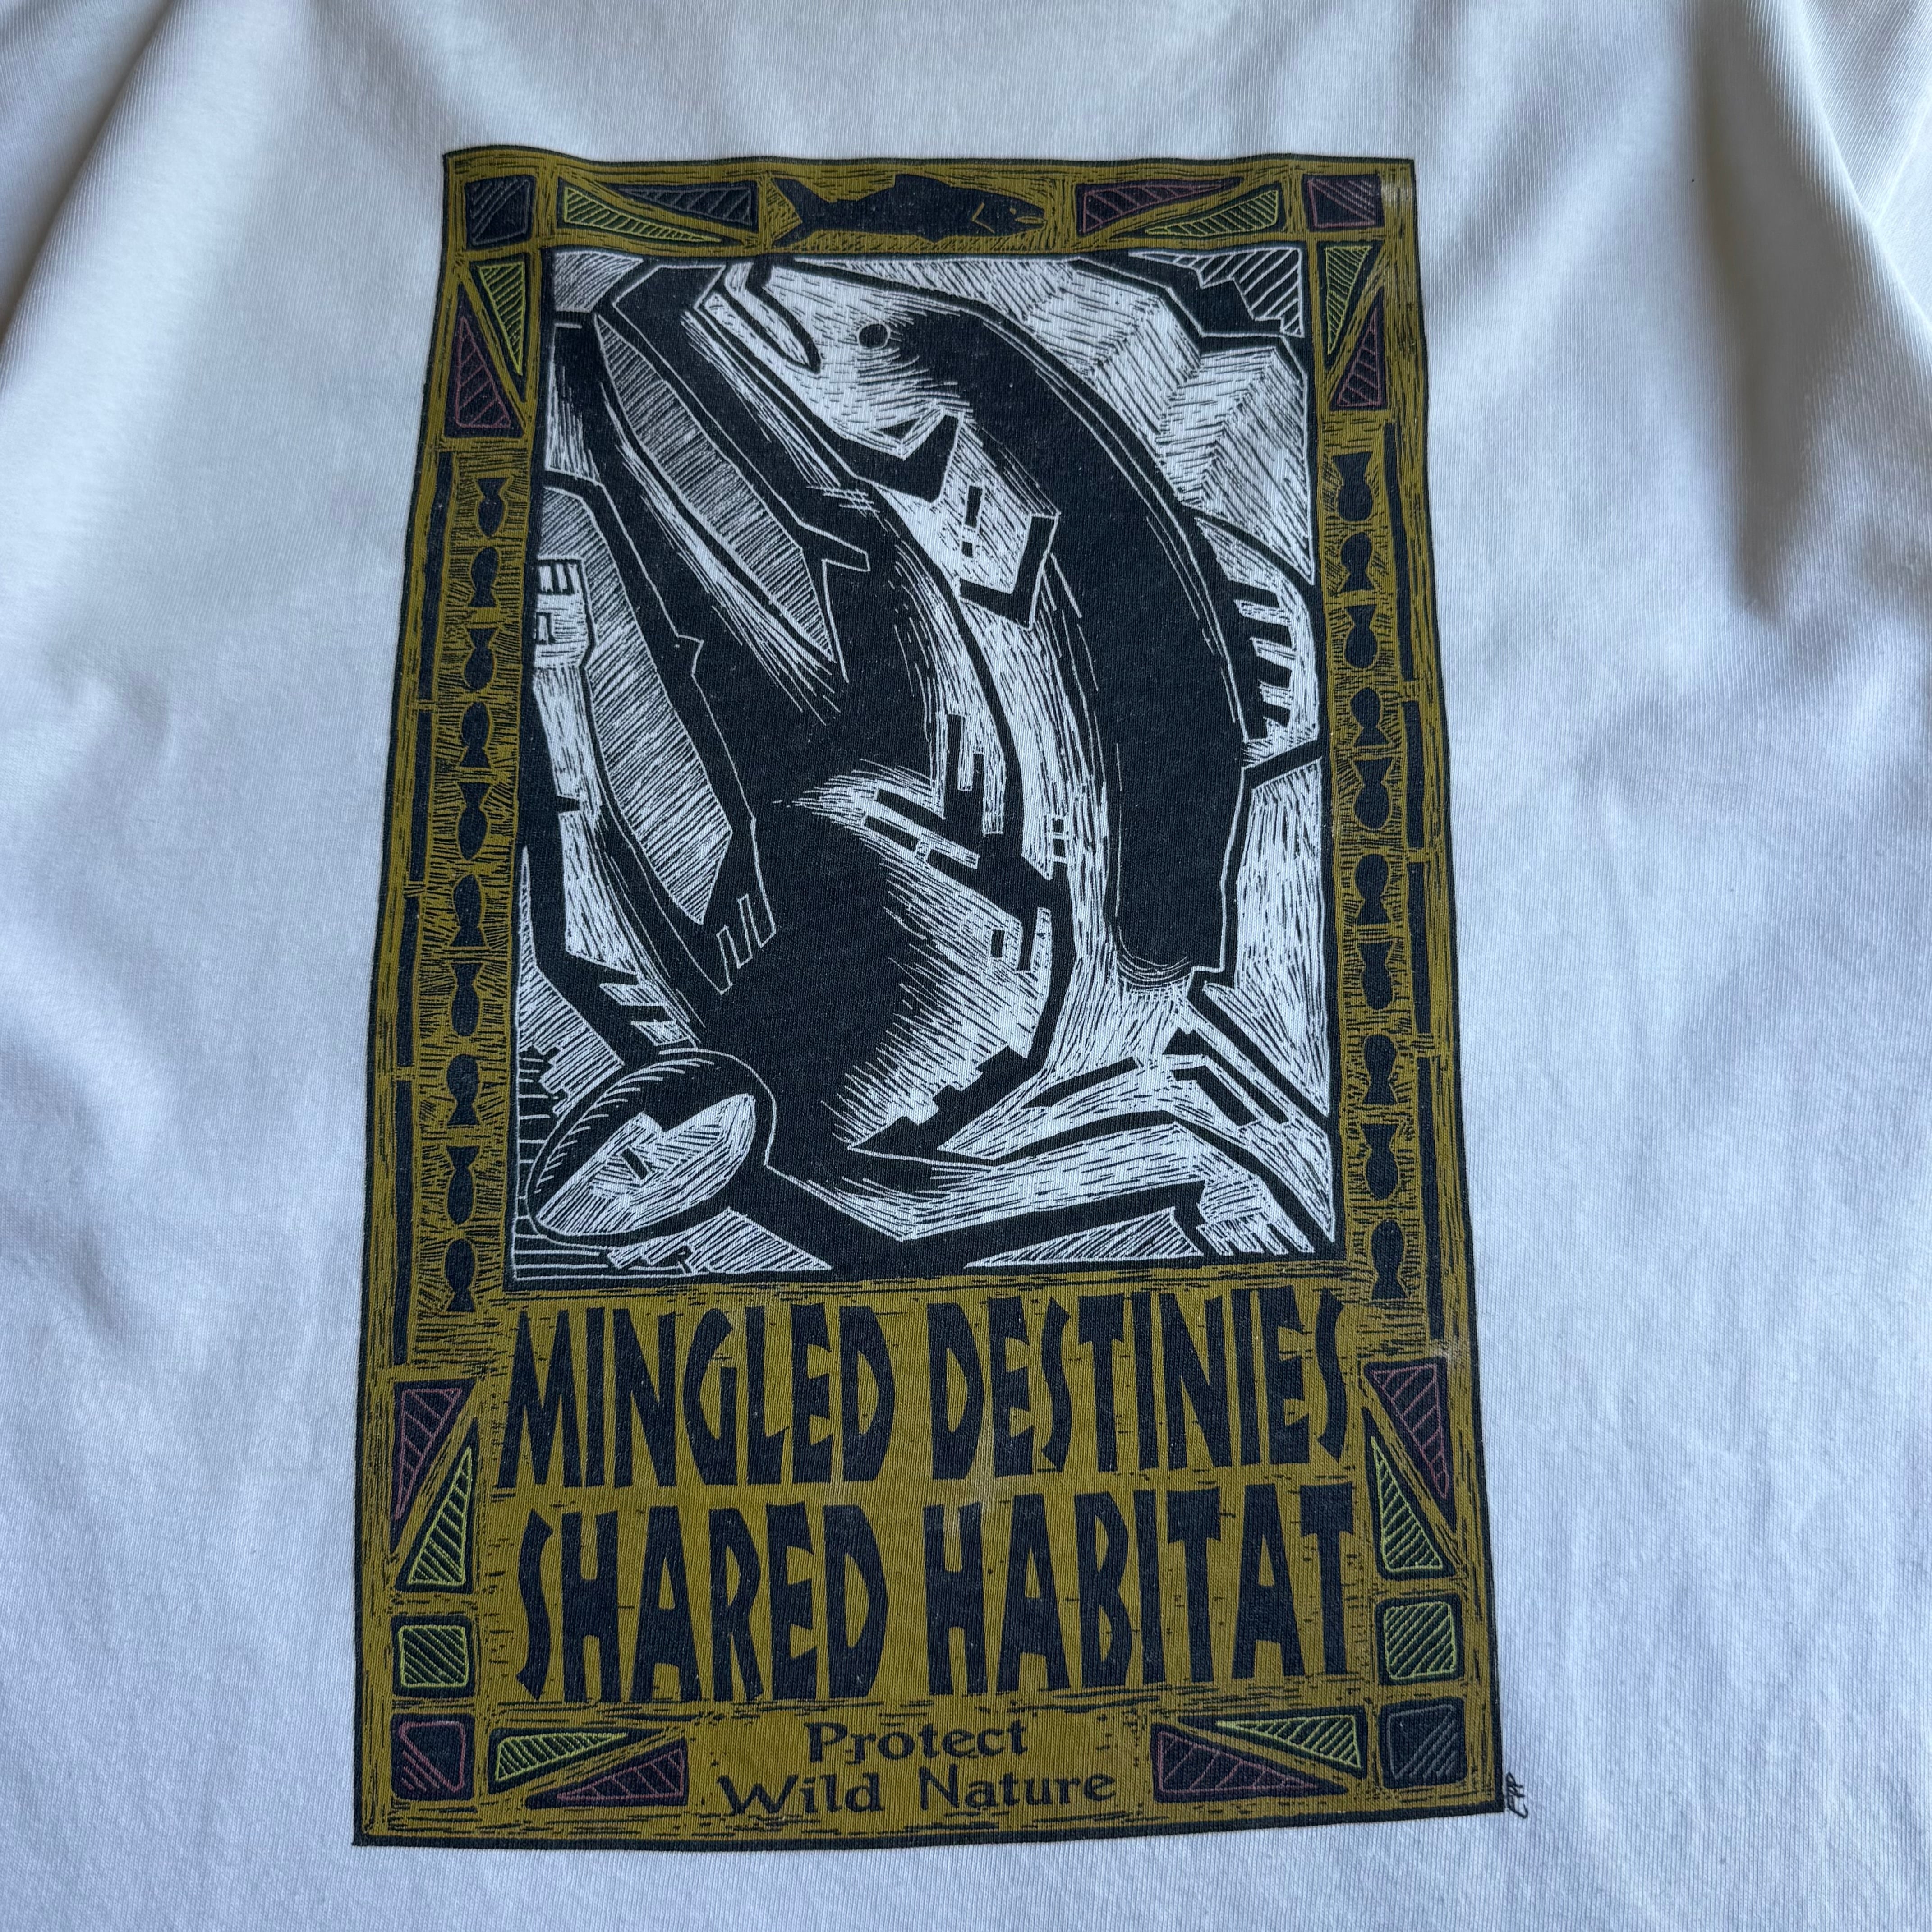 MINGLED DESTINIES
SHARED HABITAT
Protect
Wild Nature